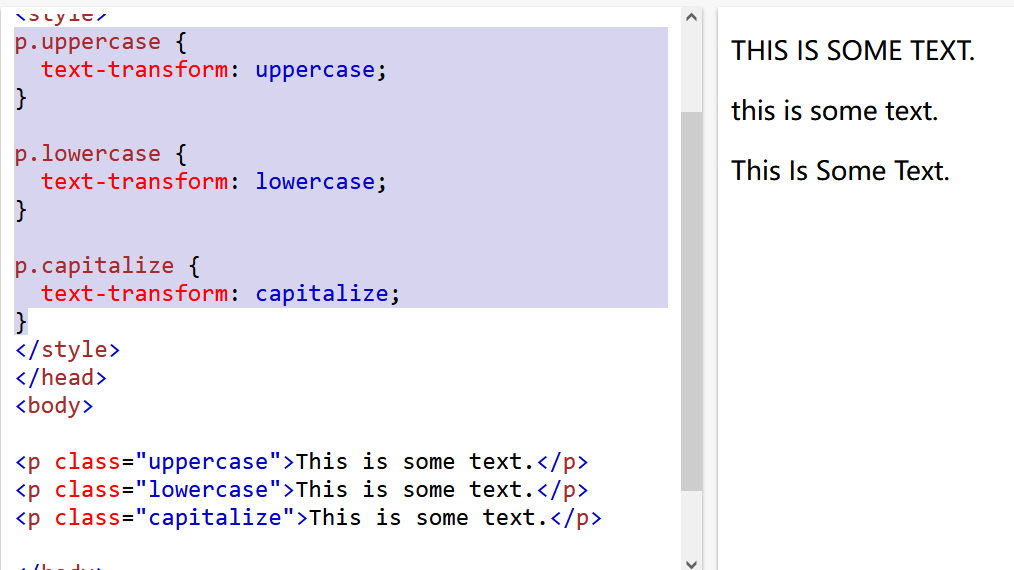 <style>
p.uppercase {
  text-transform: uppercase;
}

p.lowercase {
  text-transform: lowercase;
}

p.capitalize {
  text-transform: capitalize;
}
</style>
</head>
<body>

<p class="uppercase">This is some text.</p>
<p class="lowercase">This is some text.</p>
<p class="capitalize">This is some text.</p>

</body>
THIS IS SOME TEXT.
this is some text.
This Is Some Text.